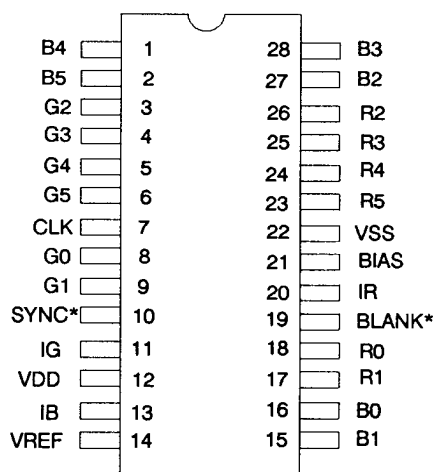 B4 1 28 B3
B5 2 27 B2
G2 3 26 R2
G3 4 25 R3
G4 5 24 R4
G5 6 23 R5
CLK 7 22 VSS
G0 8 21 BIAS
G1 9 20 IR
SYNC* 10 19 BLANK*
IG 11 18 R0
VDD 12 17 R1
IB 13 16 B0
VREF 14 15 B1